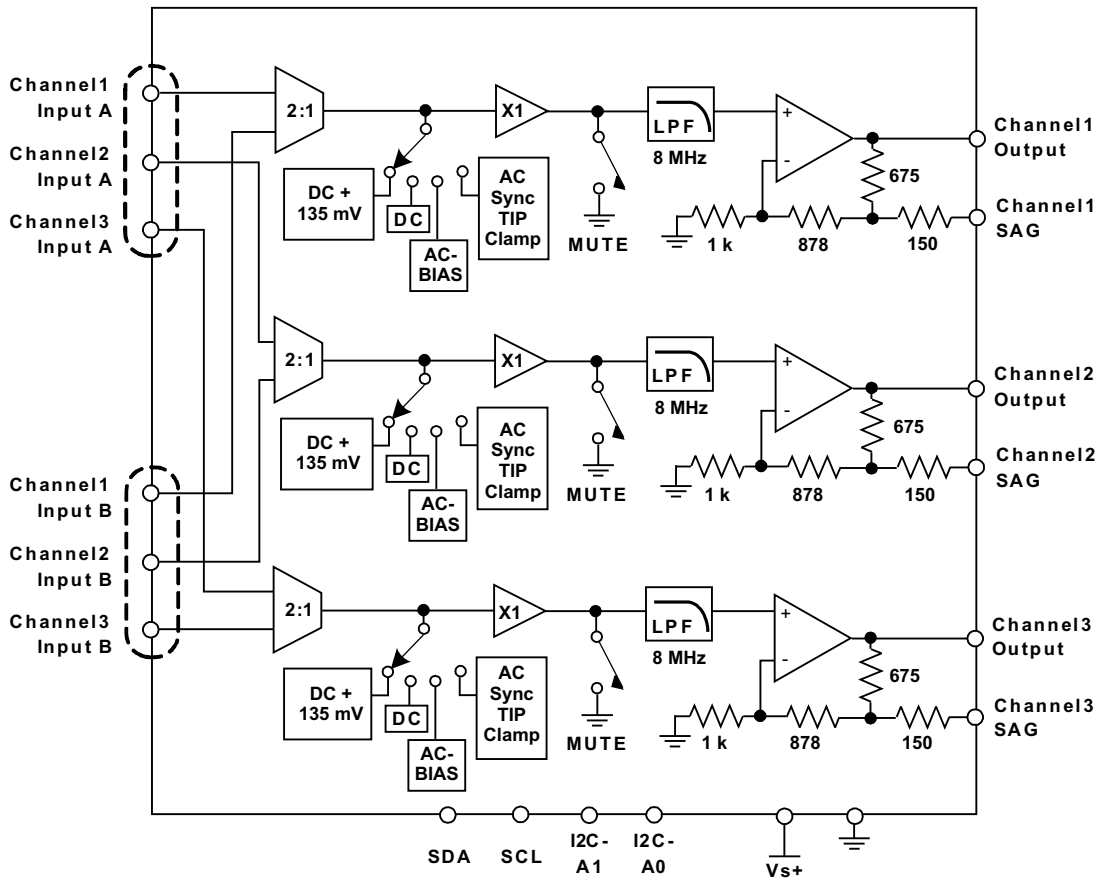 Channel1
Input A
Channel2
Input A
Channel3
Input A
2:1
X1
LPF
8 MHz
+
-
Channel1
Output
675
Channel1
SAG
DC +
135 mV
DC
AC-
BIAS
AC
Sync
TIP
Clamp
MUTE
1 k
878
150
2:1
X1
LPF
8 MHz
+
-
Channel2
Output
675
Channel2
SAG
DC +
135 mV
DC
AC-
BIAS
AC
Sync
TIP
Clamp
MUTE
1 k
878
150
Channel1
Input B
Channel2
Input B
Channel3
Input B
2:1
X1
LPF
8 MHz
+
-
Channel3
Output
675
Channel3
SAG
DC +
135 mV
DC
AC-
BIAS
AC
Sync
TIP
Clamp
MUTE
1 k
878
150
SDA
SCL
I2C-
A1
I2C-
A0
Vs+